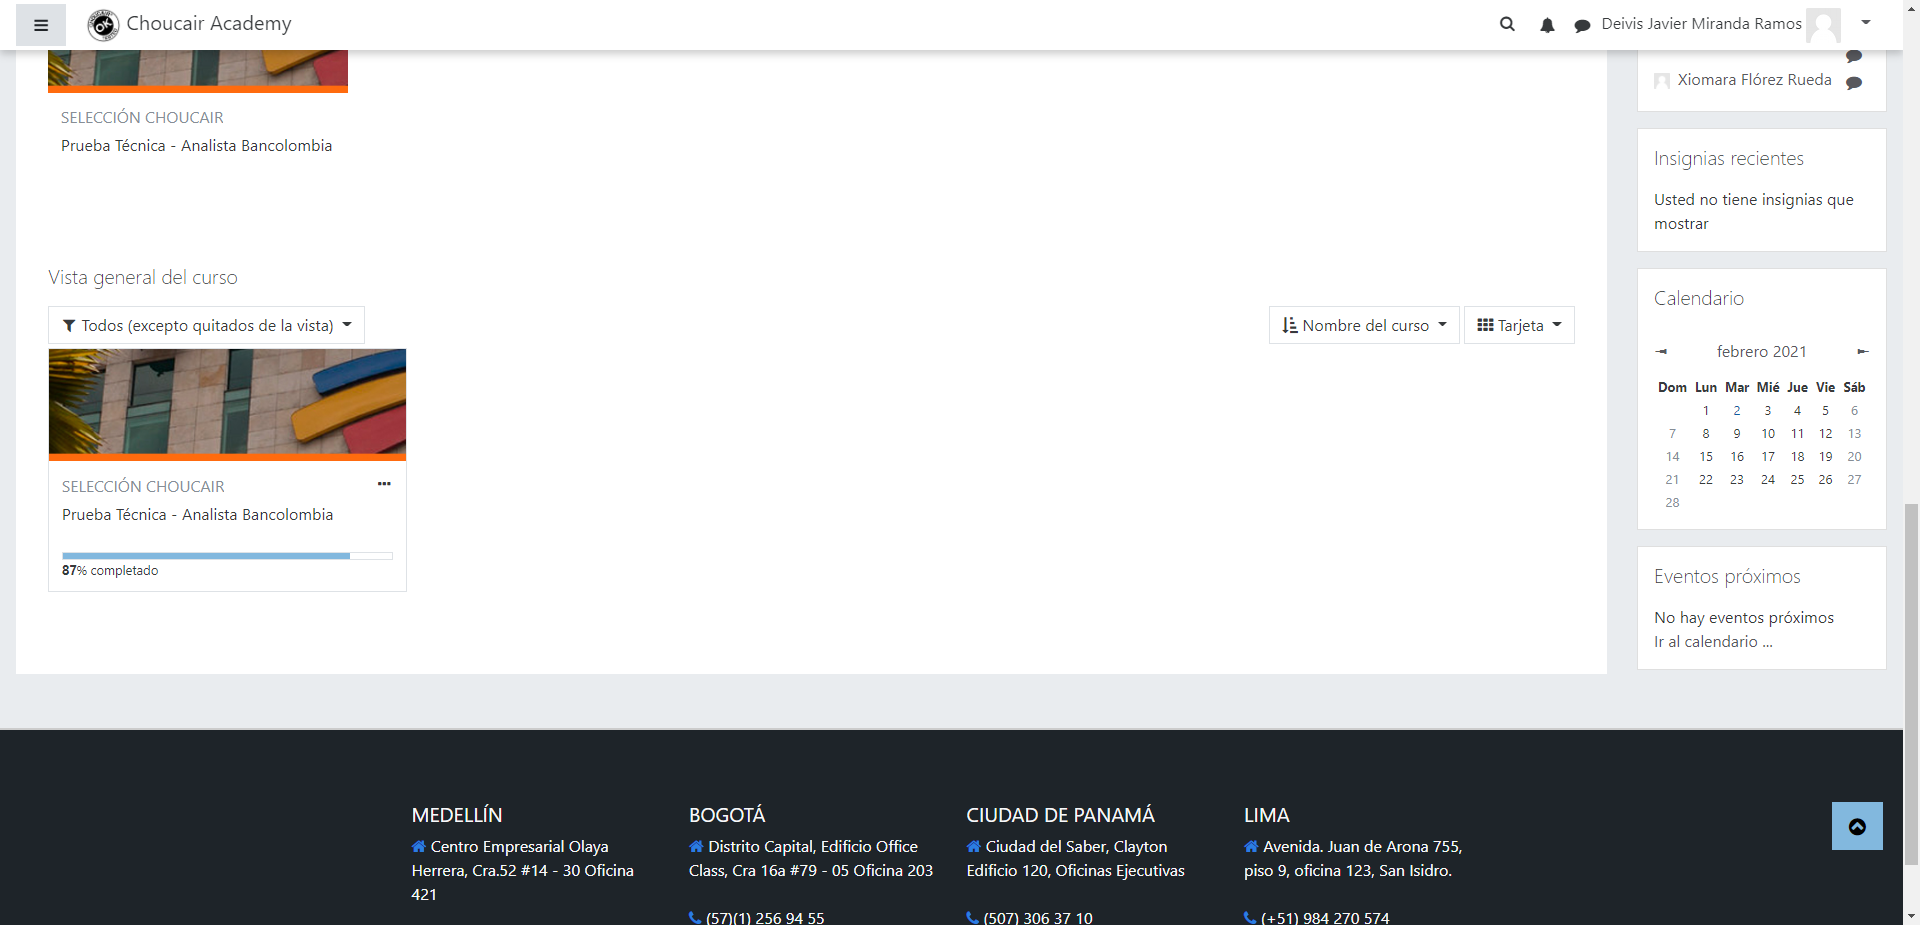 Choucair Academy
Deivis Javier Miranda Ramos
SELECCIÓN CHOUCAIR
Prueba Técnica - Analista Bancolombia
Vista general del curso
Todos (excepto quitados de la vista)
Nombre del curso
Tarjeta
SELECCIÓN CHOUCAIR
...
Prueba Técnica - Analista Bancolombia
87% completado
Xiomara Flórez Rueda
Insignias recientes
Usted no tiene insignias que
mostrar
Calendario
febrero 2021
Dom Lun Mar Mié Jue Vie Sáb
1 2 3 4 5 6
7 8 9 10 11 12 13
14 15 16 17 18 19 20
21 22 23 24 25 26 27
28
Eventos próximos
No hay eventos próximos
Ir al calendario ...
MEDELLÍN
Centro Empresarial Olaya
Herrera, Cra.52 #14 - 30 Oficina
421
BOGOTÁ
Distrito Capital, Edificio Office
Class, Cra 16a #79 - 05 Oficina 203
(57)(1) 256 94 55
CIUDAD DE PANAMÁ
Ciudad del Saber, Clayton
Edificio 120, Oficinas Ejecutivas
(507) 306 37 10
LIMA
Avenida. Juan de Arona 755,
piso 9, oficina 123, San Isidro.
(+51) 984 270 574